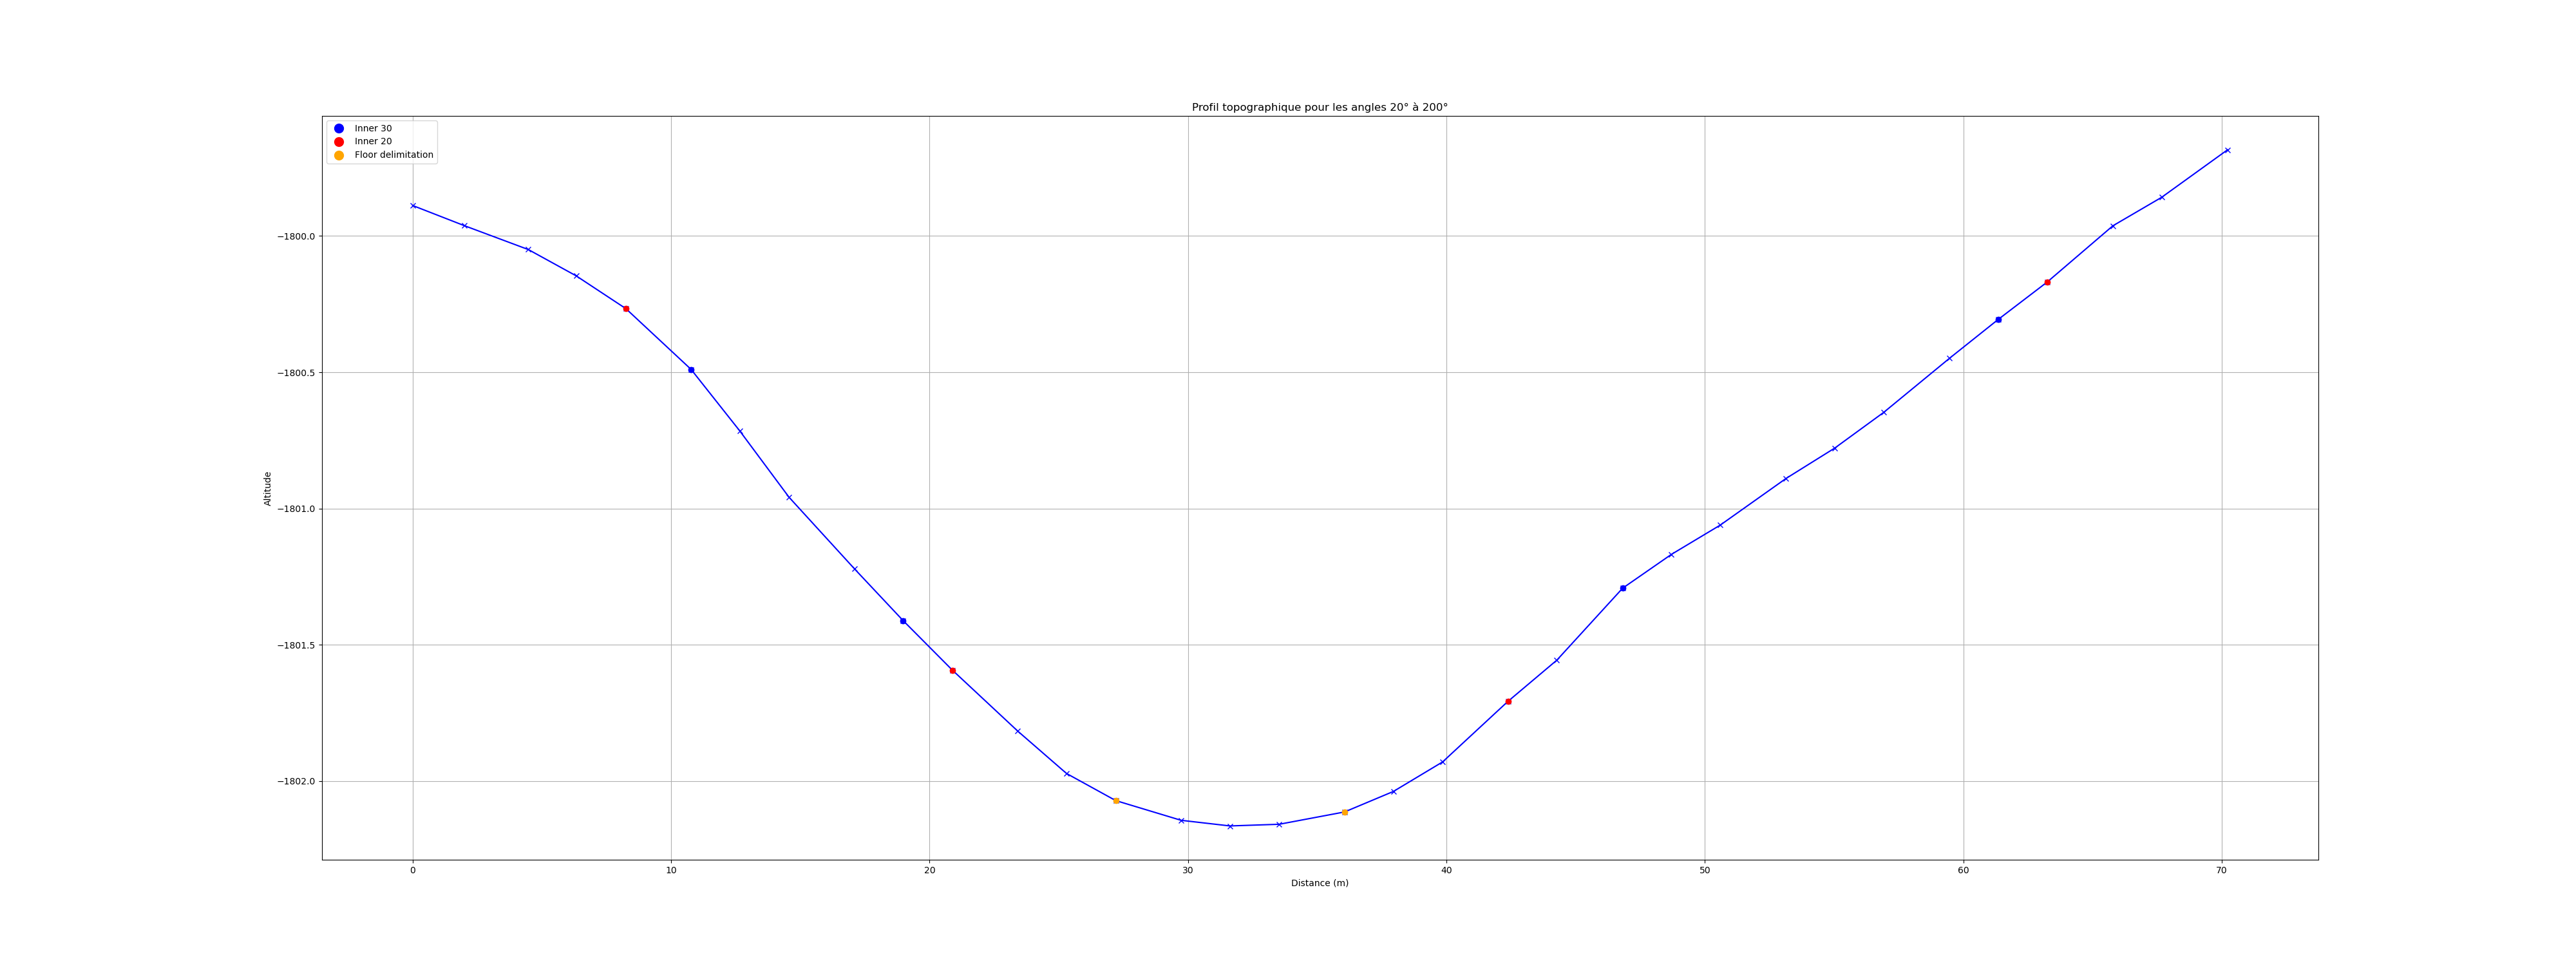 Profil topographique pour les angles 20° à 200°
Inner 30
Inner 20
Floor delimitation
Altitude
−1800.0
−1800.5
−1801.0
−1801.5
−1802.0
0 10 20 30 40 50 60 70
Distance (m)